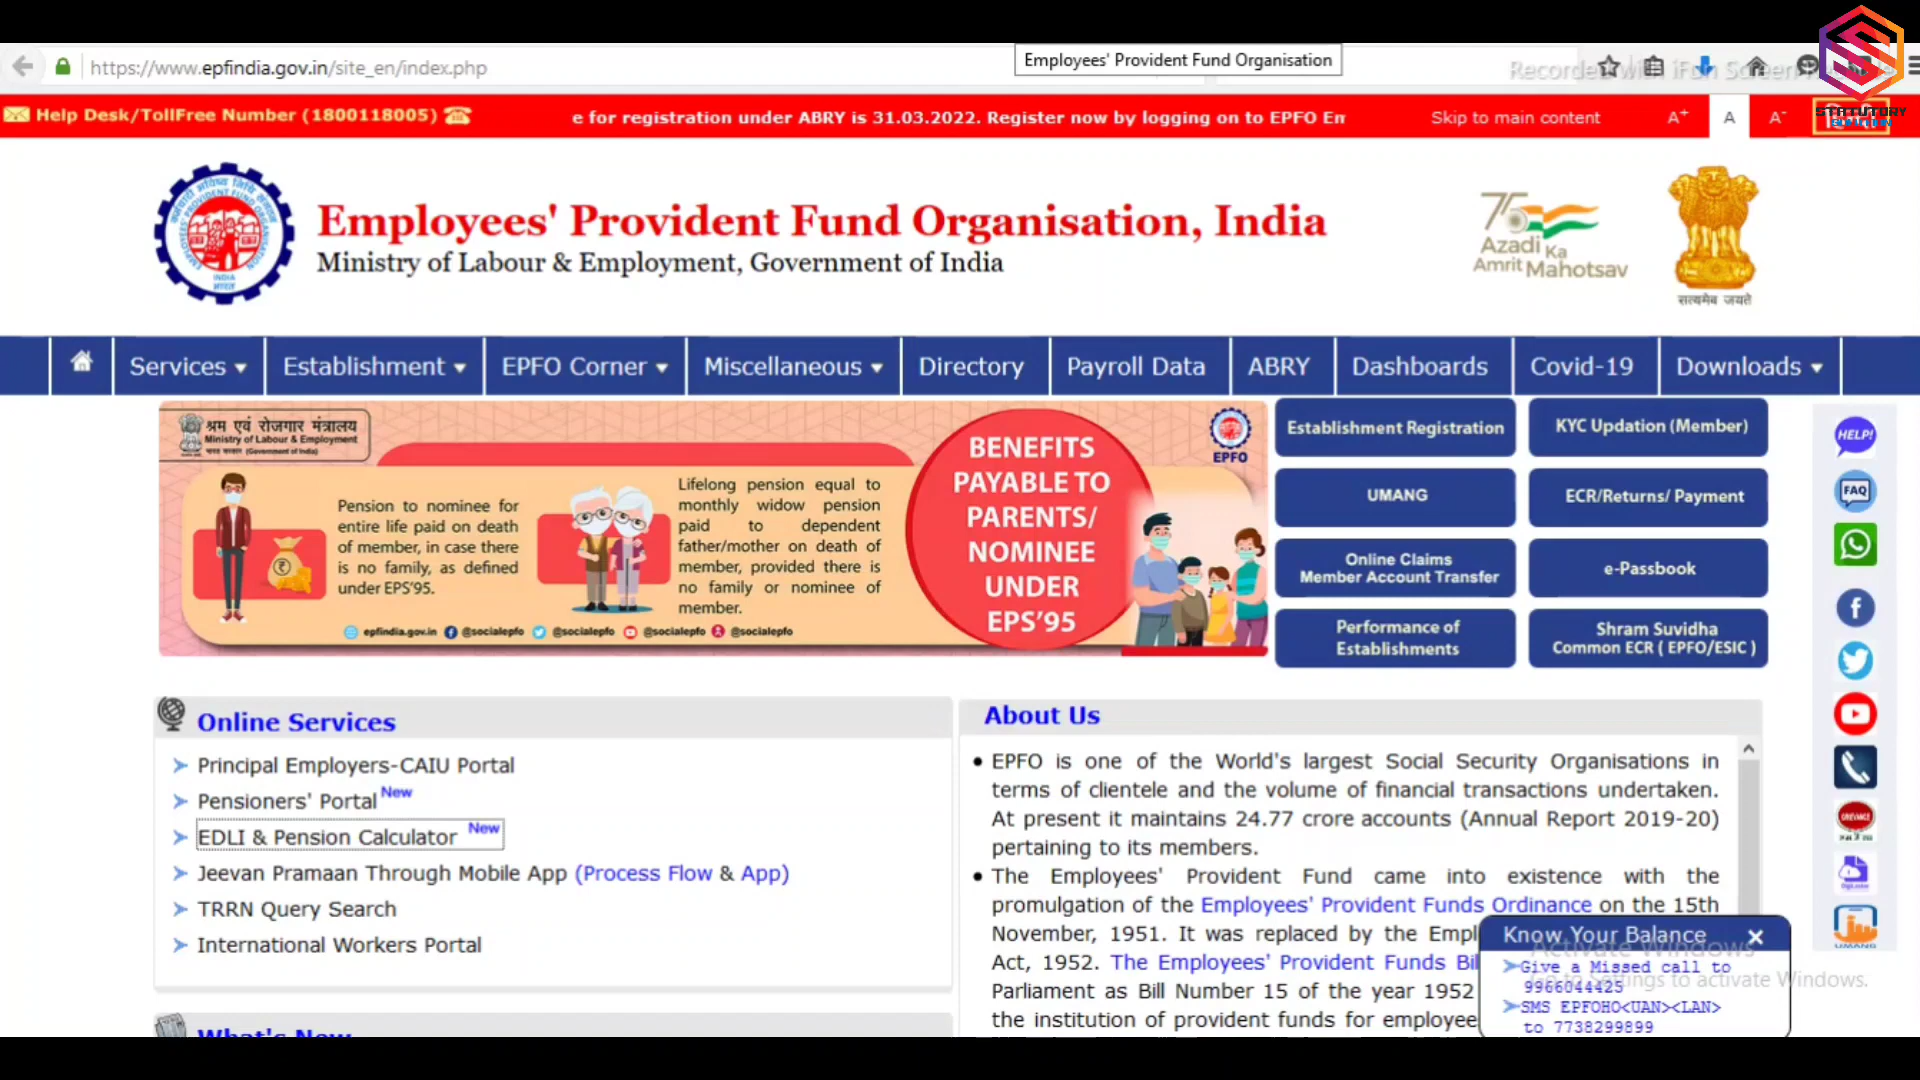 Employees' Provident Fund Organisation
https://www.epfindia.gov.in/site_en/index.php
STATUTORY
Help Desk/TollFree Number (1800118005)
e for registration under ABRY is 31.03.2022. Register now by logging on to EPFO Em
Skip to main content
A+
A
A-
Employees' Provident Fund Organisation, India
Ministry of Labour & Employment, Government of India
75
Azadi Ka
Amrit Mahotsav
सत्यमेव जयते
INDIA
भारत
Services
Establishment
EPFO Corner
Miscellaneous
Directory
Payroll Data
ABRY
Dashboards
Covid-19
Downloads
श्रम एवं रोजगार मंत्रालय
Ministry of Labour & Employment
Pension to nominee for
entire life paid on death
of member, in case there
is no family, as defined
under EPS'95.
Lifelong pension equal to
monthly widow pension
paid to dependent
father/mother on death of
member, provided there is
no family or nominee of
member.
BENEFITS
PAYABLE TO
PARENTS/
NOMINEE
UNDER
EPS'95
EPFO
epfindia.gov.in @socialepfo @socialepfo @socialepfo @socialepfo
Establishment Registration
KYC Updation (Member)
UMANG
ECR/Returns/ Payment
Online Claims
Member Account Transfer
e-Passbook
Performance of
Establishments
Shram Suvidha
Common ECR ( EPFO/ESIC )
HELP!
FAQ
Online Services
Principal Employers-CAIU Portal
Pensioners' Portal New
EDLI & Pension Calculator New
Jeevan Pramaan Through Mobile App (Process Flow & App)
TRRN Query Search
International Workers Portal
What's New
About Us
EPFO is one of the World's largest Social Security Organisations in
terms of clientele and the volume of financial transactions undertaken.
At present it maintains 24.77 crore accounts (Annual Report 2019-20)
pertaining to its members.
The Employees' Provident Fund came into existence with the
promulgation of the Employees' Provident Funds Ordinance on the 15th
November, 1951. It was replaced by the Empl
Act, 1952. The Employees' Provident Funds Bil
Parliament as Bill Number 15 of the year 1952
the institution of provident funds for employee
Know Your Balance
Give a Missed call to
9966044425
SMS EPFOHO<UAN><LAN>
to 7738299899
Activate Windows
Go to Settings to activate Windows.